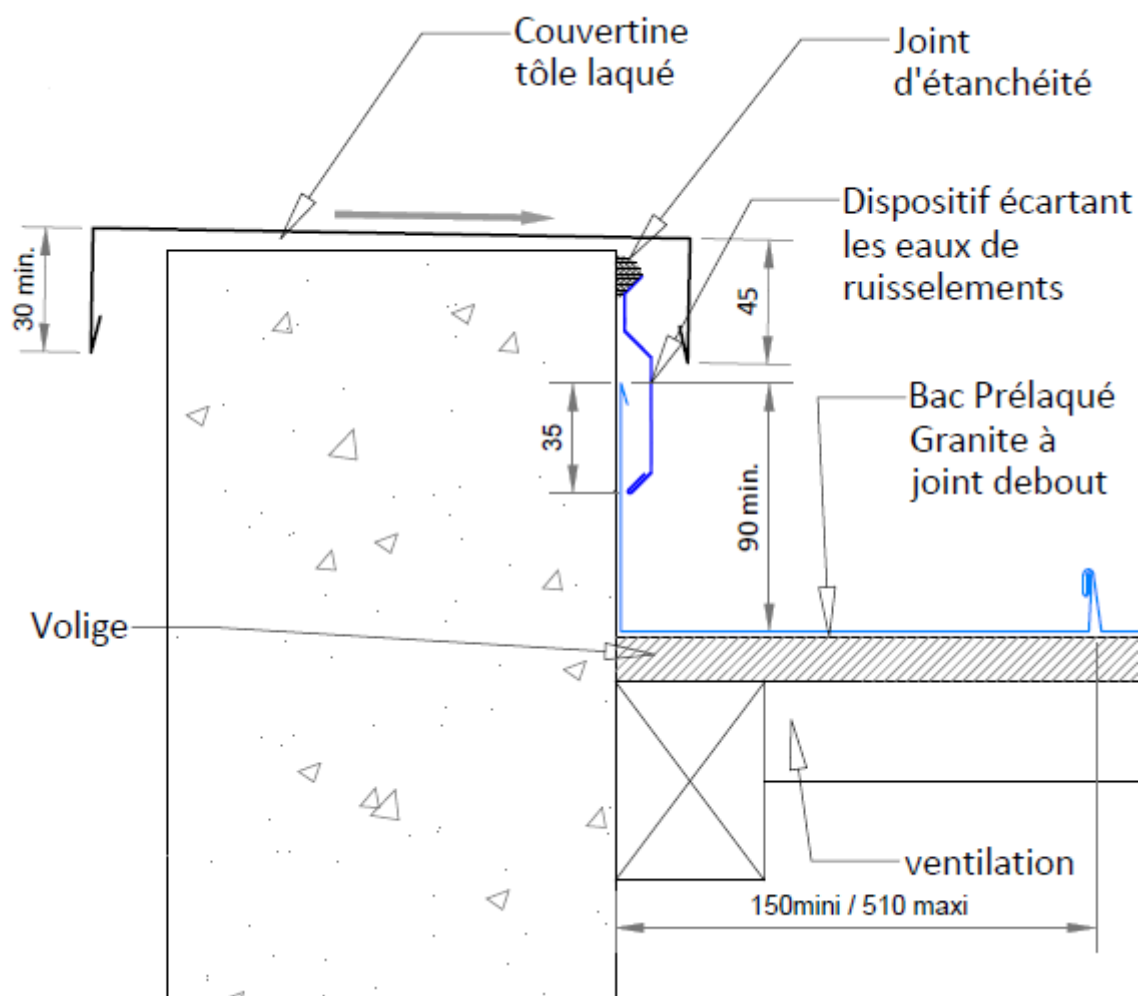 Couvertine
tôle laqué
Joint
d'étanchéité
Dispositif écartant
les eaux de
ruisselements
30 min.
45
35
90 min.
Bac Prélaqué
Granite à
joint debout
Volige
ventilation
150mini / 510 maxi